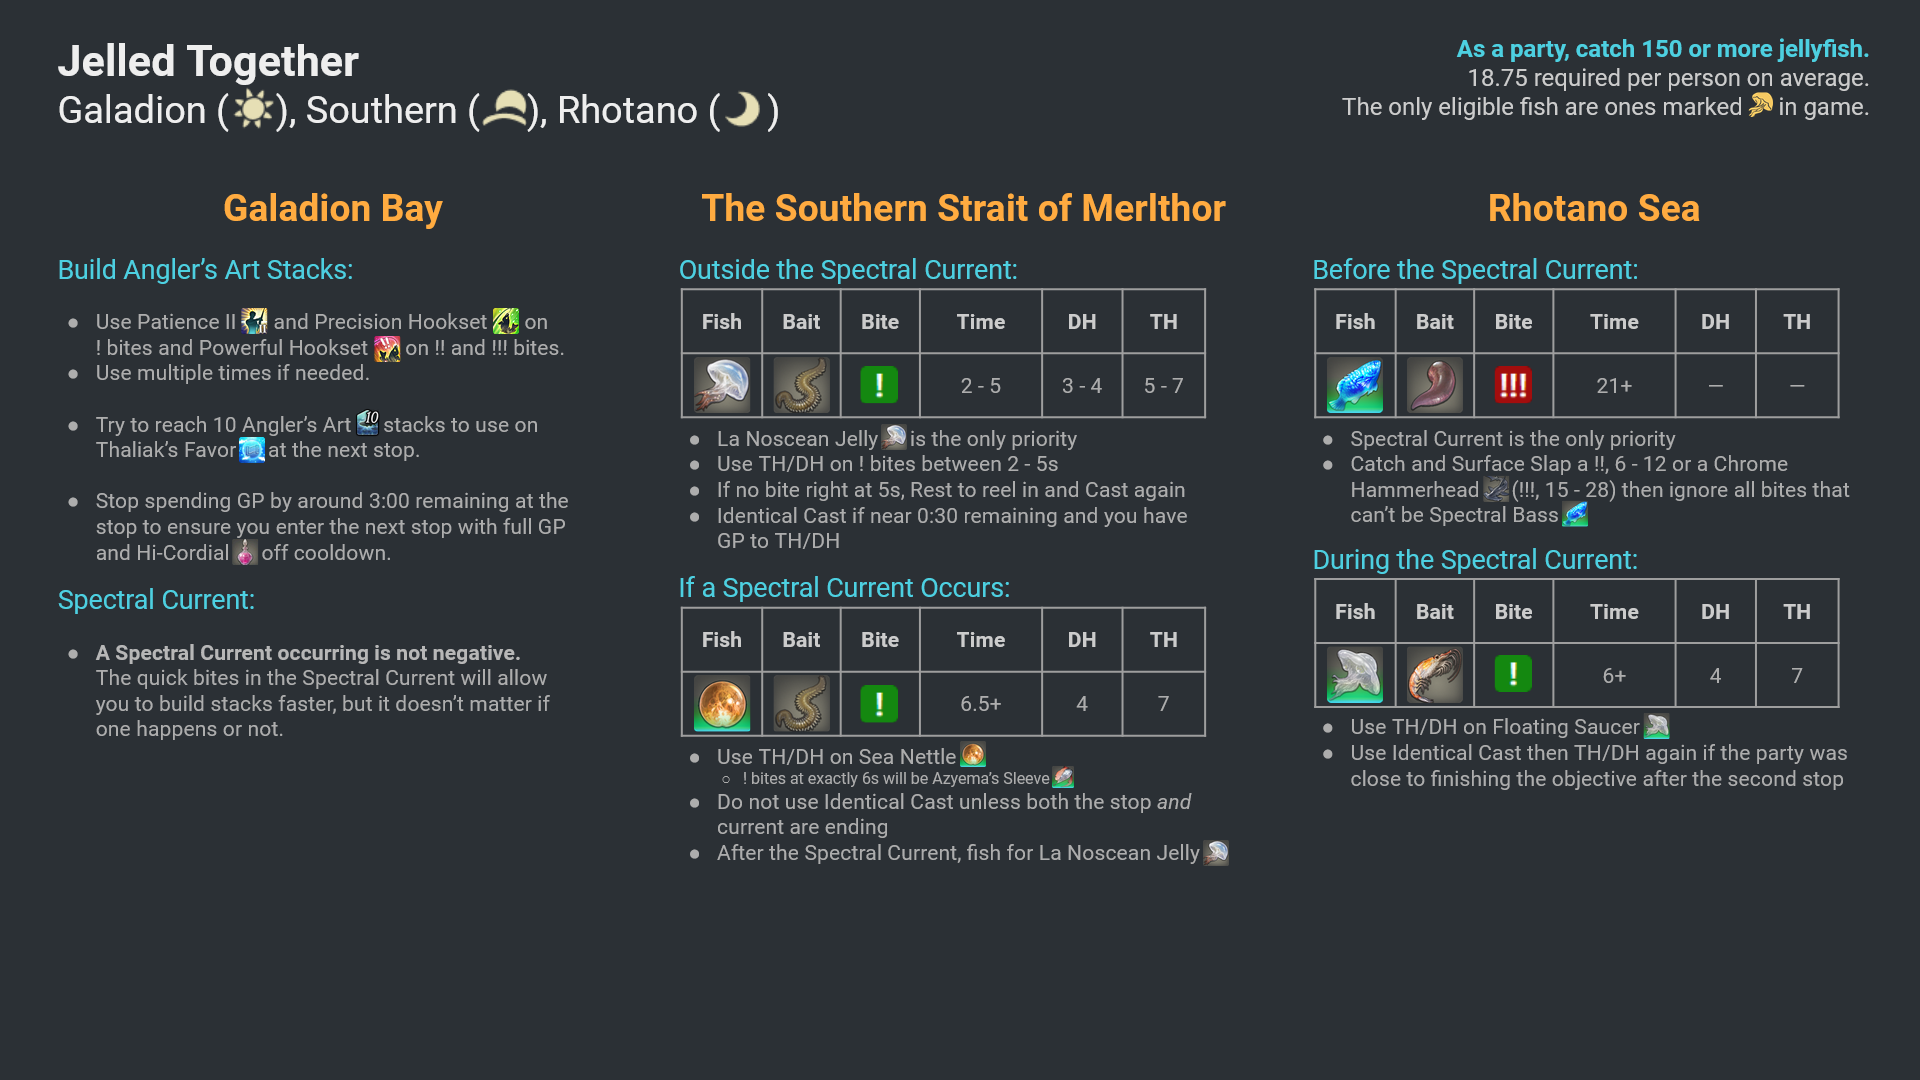 Jelled Together
Galadion ( ), Southern ( ), Rhotano ( )
As a party, catch 150 or more jellyfish.
18.75 required per person on average.
The only eligible fish are ones marked in game.
Galadion Bay
Build Angler’s Art Stacks:
● Use Patience II and Precision Hookset on
! bites and Powerful Hookset on !! and !!! bites.
● Use multiple times if needed.
● Try to reach 10 Angler’s Art 10 stacks to use on
Thaliak’s Favor at the next stop.
● Stop spending GP by around 3:00 remaining at the
stop to ensure you enter the next stop with full GP
and Hi-Cordial off cooldown.
Spectral Current:
● A Spectral Current occurring is not negative.
The quick bites in the Spectral Current will allow
you to build stacks faster, but it doesn’t matter if
one happens or not.
The Southern Strait of Merlthor
Outside the Spectral Current:
Fish Bait Bite Time DH TH
! 2 - 5 3 - 4 5 - 7
● La Noscean Jelly is the only priority
● Use TH/DH on ! bites between 2 - 5s
● If no bite right at 5s, Rest to reel in and Cast again
● Identical Cast if near 0:30 remaining and you have
GP to TH/DH
If a Spectral Current Occurs:
Fish Bait Bite Time DH TH
! 6.5+ 4 7
● Use TH/DH on Sea Nettle
○ ! bites at exactly 6s will be Azyema’s Sleeve
● Do not use Identical Cast unless both the stop and
current are ending
● After the Spectral Current, fish for La Noscean Jelly
Rhotano Sea
Before the Spectral Current:
Fish Bait Bite Time DH TH
!!! 21+ — —
● Spectral Current is the only priority
● Catch and Surface Slap a !!, 6 - 12 or a Chrome
Hammerhead (!!!, 15 - 28) then ignore all bites that
can’t be Spectral Bass
During the Spectral Current:
Fish Bait Bite Time DH TH
! 6+ 4 7
● Use TH/DH on Floating Saucer
● Use Identical Cast then TH/DH again if the party was
close to finishing the objective after the second stop